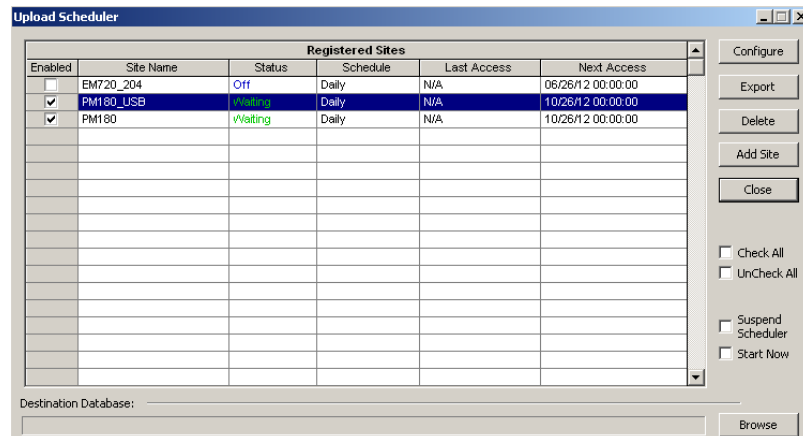 Upload Scheduler
Registered Sites
Enabled Site Name Status Schedule Last Access Next Access
EM720_204 Off Daily N/A 06/26/12 00:00:00
PM180_USB Waiting Daily N/A 10/26/12 00:00:00
PM180 Waiting Daily N/A 10/26/12 00:00:00
Configure
Export
Delete
Add Site
Close
Check All
UnCheck All
Suspend
Scheduler
Start Now
Destination Database:
Browse